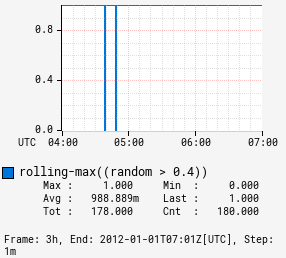 0.8
0.4
0.0
UTC 04:00 05:00 06:00 07:00
rolling-max((random > 0.4))
Max : 1.000 Min : 0.000
Avg : 988.889m Last : 1.000
Tot : 178.000 Cnt : 180.000
Frame: 3h, End: 2012-01-01T07:01Z[UTC], Step:
1m